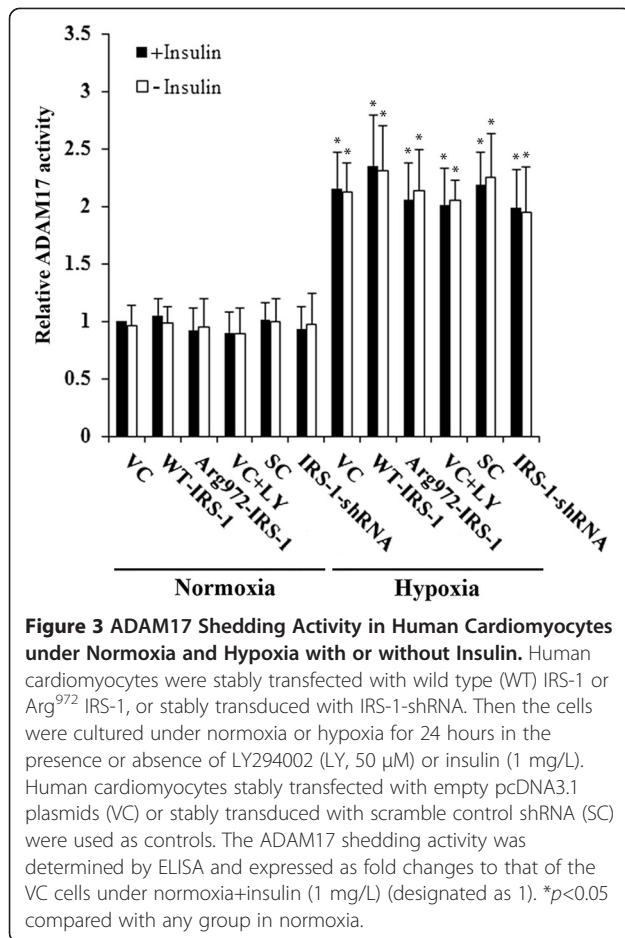 3.5
3
2.5
2
1.5
1
0.5
0
Relative ADAM17 activity
+Insulin
-Insulin
* * * * * * * * * * * *
VC
WT-IRS-1
Arg972-IRS-1
VC+LY
SC
IRS-1-shRNA
VC
WT-IRS-1
Arg972-IRS-1
VC+LY
SC
IRS-1-shRNA
Normoxia Hypoxia
Figure 3 ADAM17 Shedding Activity in Human Cardiomyocytes
under Normoxia and Hypoxia with or without Insulin. Human
cardiomyocytes were stably transfected with wild type (WT) IRS-1 or
Arg⁹⁷² IRS-1, or stably transduced with IRS-1-shRNA. Then the cells
were cultured under normoxia or hypoxia for 24 hours in the
presence or absence of LY294002 (LY, 50 μM) or insulin (1 mg/L).
Human cardiomyocytes stably transfected with empty pcDNA3.1
plasmids (VC) or stably transduced with scramble control shRNA (SC)
were used as controls. The ADAM17 shedding activity was
determined by ELISA and expressed as fold changes to that of the
VC cells under normoxia+insulin (1 mg/L) (designated as 1). *p<0.05
compared with any group in normoxia.